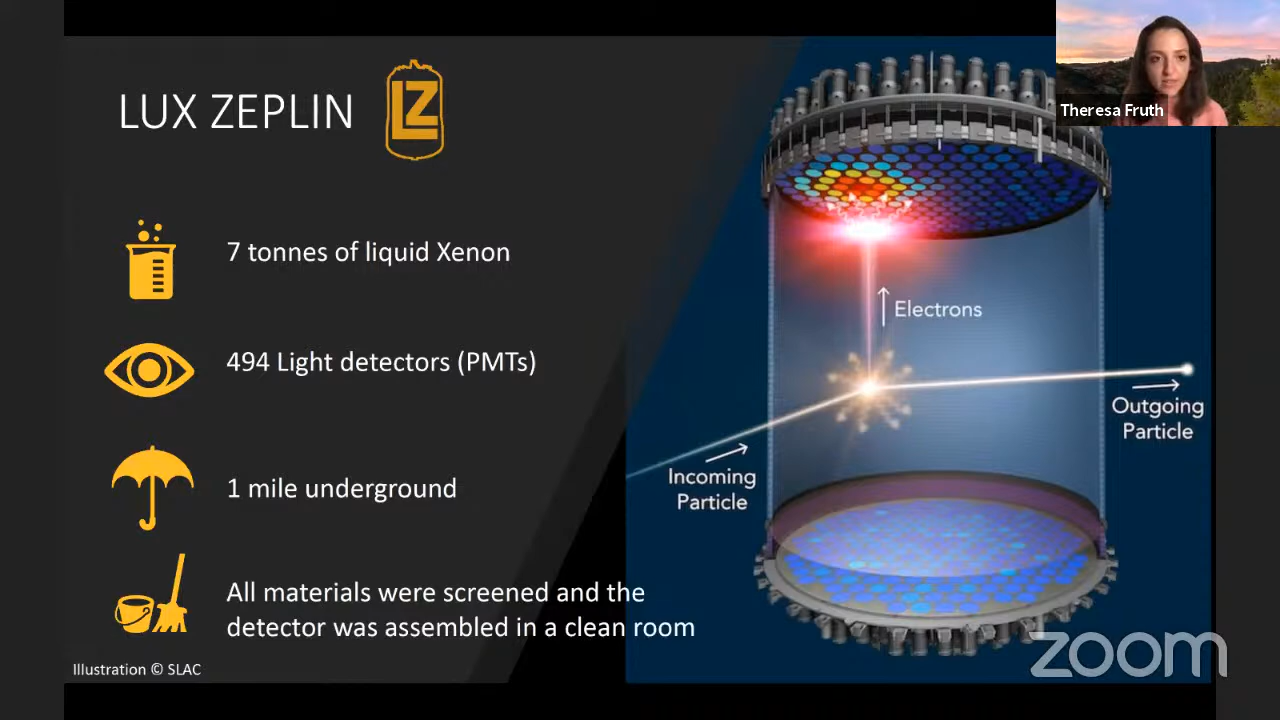 LUX ZEPLIN
LZ
Theresa Fruth
7 tonnes of liquid Xenon
494 Light detectors (PMTs)
1 mile underground
All materials were screened and the
detector was assembled in a clean room
Illustration © SLAC
Electrons
Incoming
Particle
Outgoing
Particle
zoom